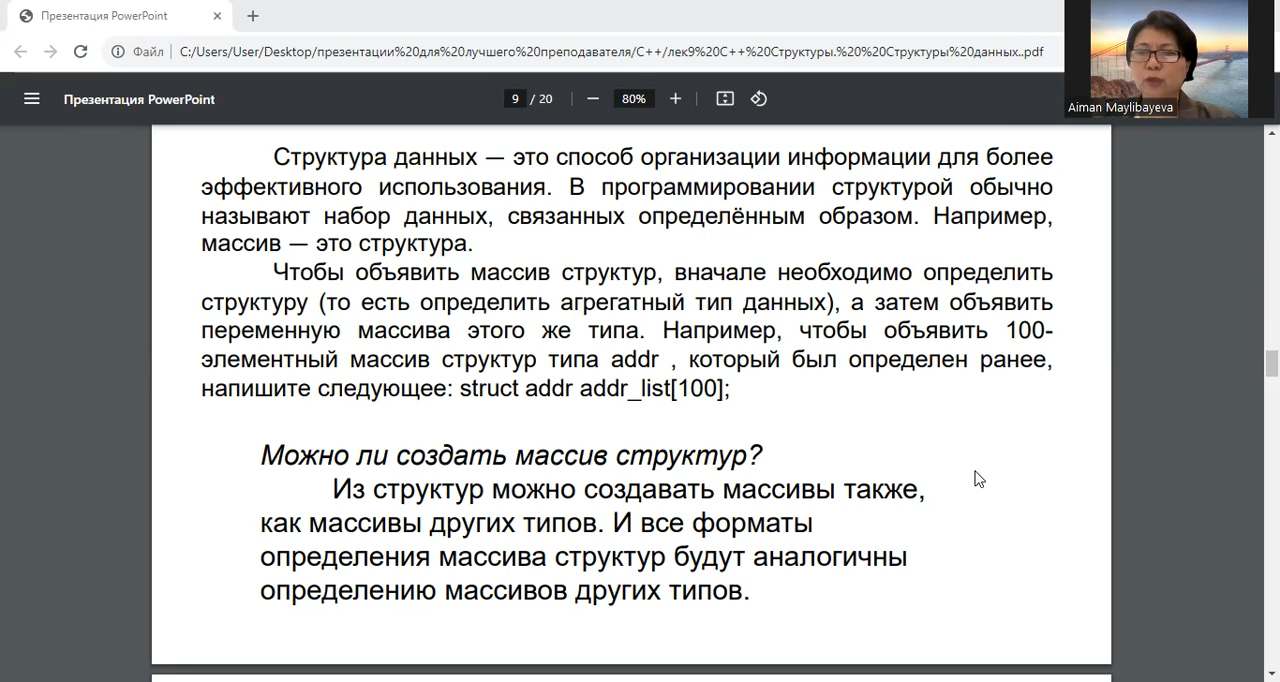 Презентация PowerPoint
Файл
C:/Users/User/Desktop/презентации%20для%20лучшего%20преподавателя/C++/лек9%20C++%20Структуры.%20%20Структуры%20данных..pdf
Презентация PowerPoint
9 / 20
80%
Aiman Maylibayeva
Структура данных — это способ организации информации для более
эффективного использования. В программировании структурой обычно
называют набор данных, связанных определённым образом. Например,
массив — это структура.
Чтобы объявить массив структур, вначале необходимо определить
структуру (то есть определить агрегатный тип данных), а затем объявить
переменную массива этого же типа. Например, чтобы объявить 100-
элементный массив структур типа addr , который был определен ранее,
напишите следующее: struct addr addr_list[100];
Можно ли создать массив структур?
Из структур можно создавать массивы также,
как массивы других типов. И все форматы
определения массива структур будут аналогичны
определению массивов других типов.